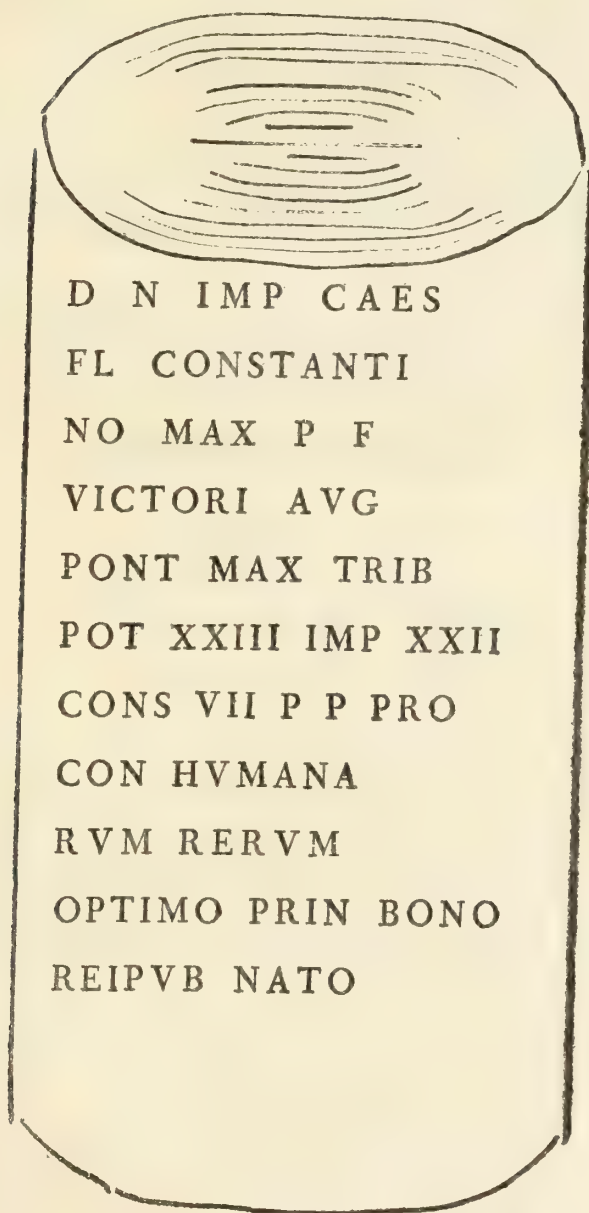 D N IMP CAES
FL CONSTANTI
NO MAX P F
VICTORI AVG
PONT MAX TRIB
POT XXIII IMP XXII
CONS VII P P PRO
CON HVMANA
RVM RERVM
OPTIMO PRIN BONO
REIPVB NATO